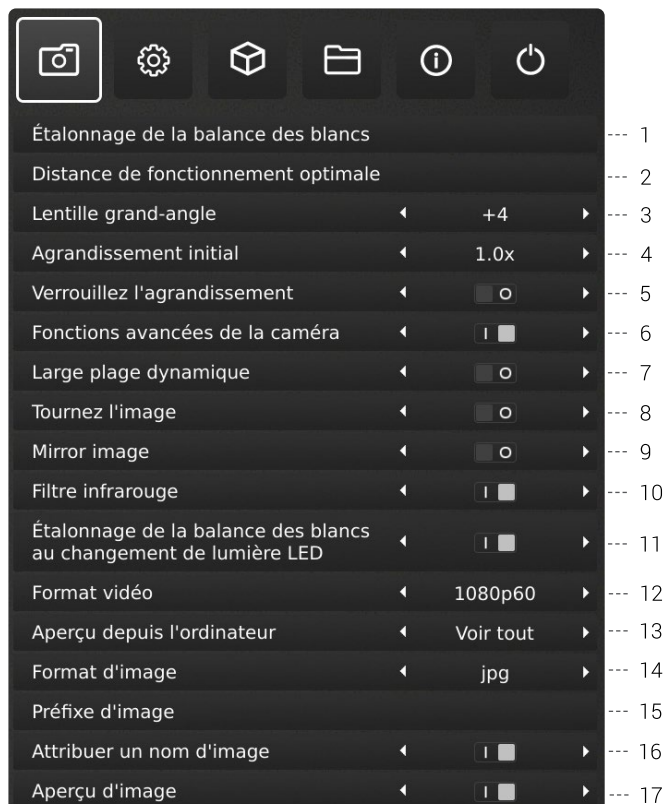 Étalonnage de la balance des blancs --- 1
Distance de fonctionnement optimale --- 2
Lentille grand-angle +4 --- 3
Agrandissement initial 1.0x --- 4
Verrouillez l'agrandissement --- 5
Fonctions avancées de la caméra --- 6
Large plage dynamique --- 7
Tournez l'image --- 8
Mirror image --- 9
Filtre infrarouge --- 10
Étalonnage de la balance des blancs
au changement de lumière LED --- 11
Format vidéo 1080p60 --- 12
Aperçu depuis l'ordinateur Voir tout --- 13
Format d'image jpg --- 14
Préfixe d'image --- 15
Attribuer un nom d'image --- 16
Aperçu d'image --- 17